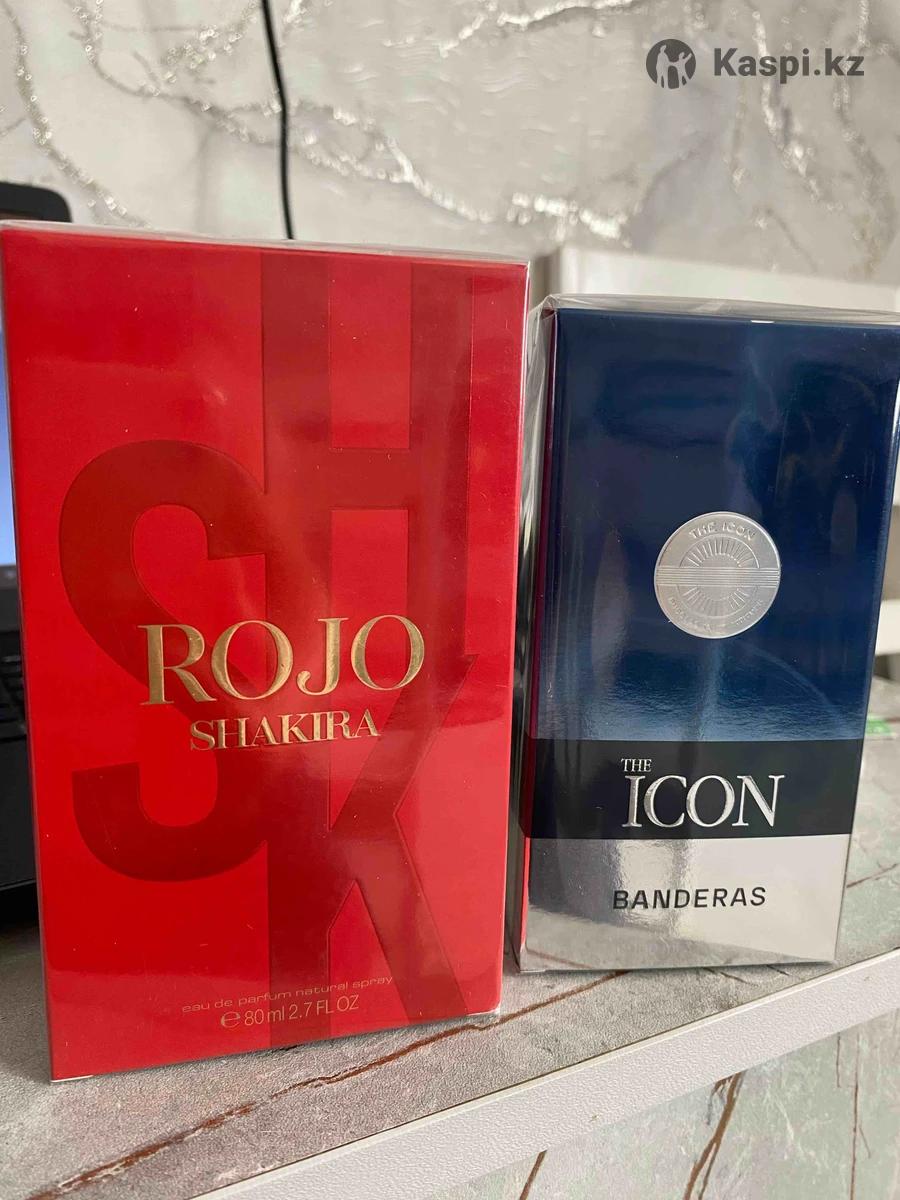 Kaspi.kz
SHK
ROJO
SHAKIRA
eau de parfum natural spray
℮ 80 ml 2.7 FL OZ
THE ICON
THE
ICON
BANDERAS